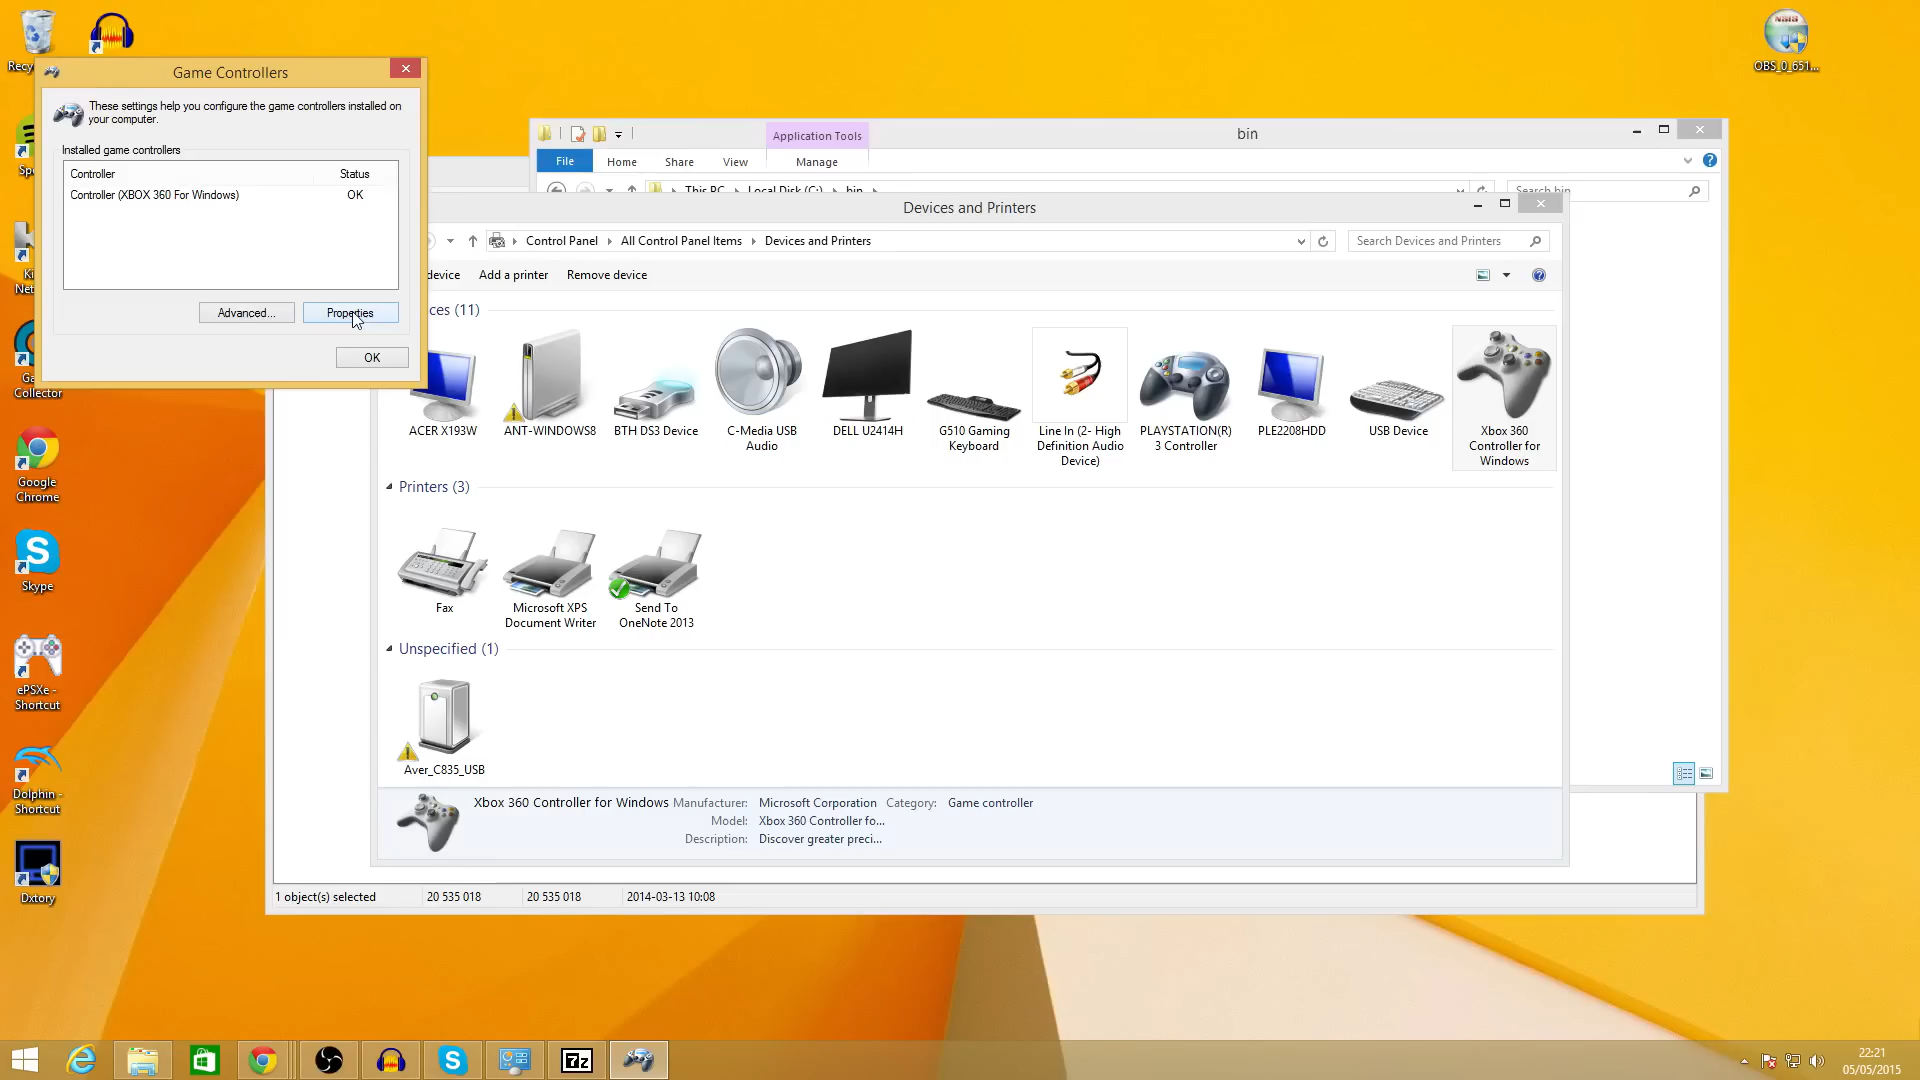 Game Controllers
These settings help you configure the game controllers installed on
your computer.
Installed game controllers
Controller Status
Controller (XBOX 360 For Windows) OK
Advanced... Properties
OK
NSIS
OBS_0_651...
Application Tools
bin
File Home Share View Manage
This PC Local Disk (C:) bin
Search bin
Devices and Printers
Control Panel All Control Panel Items Devices and Printers
Search Devices and Printers
device Add a printer Remove device
(11)
ACER X193W
ANT-WINDOWS8
BTH DS3 Device
C-Media USB
Audio
DELL U2414H
G510 Gaming
Keyboard
Line In (2- High
Definition Audio
Device)
PLAYSTATION(R)
3 Controller
PLE2208HDD
USB Device
Xbox 360
Controller for
Windows
Printers (3)
Fax
Microsoft XPS
Document Writer
Send To
OneNote 2013
Unspecified (1)
Aver_C835_USB
Xbox 360 Controller for Windows Manufacturer: Microsoft Corporation Category: Game controller
Model: Xbox 360 Controller fo...
Description: Discover greater preci...
1 object(s) selected 20 535 018 20 535 018 2014-03-13 10:08
Collector
Google
Chrome
Skype
ePSXe -
Shortcut
Dolphin -
Shortcut
Dxtory
7z
22:21
05/05/2015